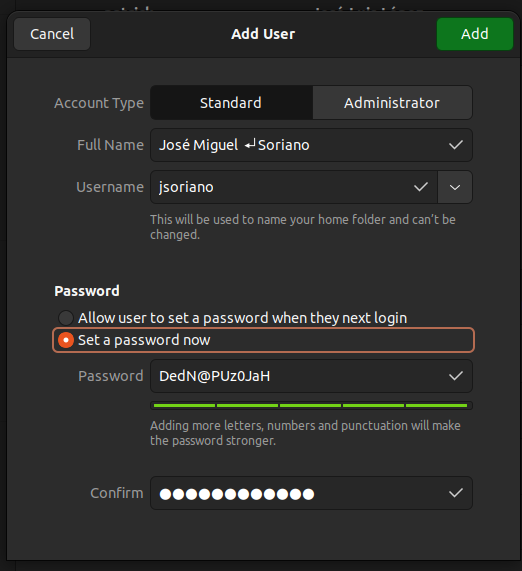 Cancel
Add User
Add
Account Type
Standard
Administrator
Full Name
José Miguel ↵Soriano
Username
jsoriano
This will be used to name your home folder and can't be
changed.
Password
Allow user to set a password when they next login
Set a password now
Password
DedN@PUz0JaH
Adding more letters, numbers and punctuation will make
the password stronger.
Confirm
●●●●●●●●●●●●